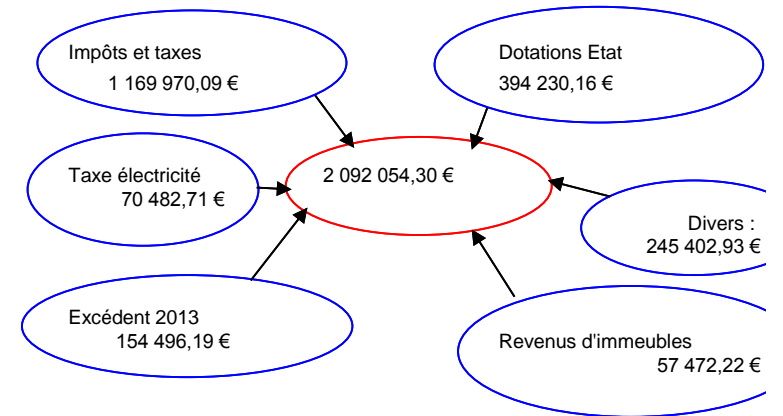 Impôts et taxes
1 169 970,09 €
Dotations Etat
394 230,16 €
Taxe électricité
70 482,71 €
2 092 054,30 €
Divers :
245 402,93 €
Excédent 2013
154 496,19 €
Revenus d'immeubles
57 472,22 €